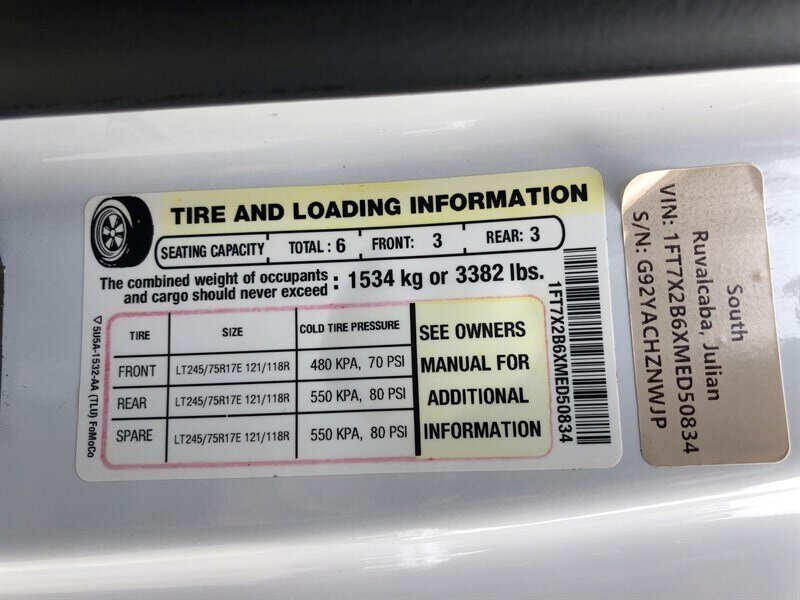 TIRE AND LOADING INFORMATION
SEATING CAPACITY TOTAL : 6 FRONT: 3 REAR: 3
The combined weight of occupants
and cargo should never exceed : 1534 kg or 3382 lbs.
TIRE SIZE COLD TIRE PRESSURE
FRONT LT245/75R17E 121/118R 480 KPA, 70 PSI
REAR LT245/75R17E 121/118R 550 KPA, 80 PSI
SPARE LT245/75R17E 121/118R 550 KPA, 80 PSI
SEE OWNERS
MANUAL FOR
ADDITIONAL
INFORMATION
5U5A-1532-AA (TLU) FoMoCo
1FT7X2B6XMED50834
South
Ruvalcaba, Julian
VIN: 1FT7X2B6XMED50834
S/N: G92YACHZNWJP